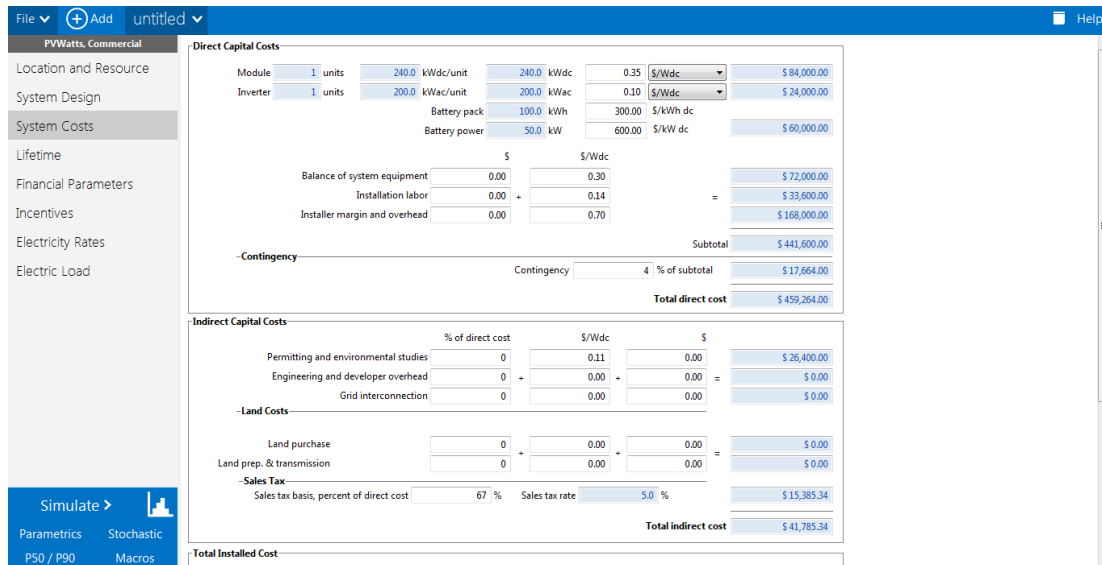 File Add untitled Help
PVWatts, Commercial
Location and Resource
System Design
System Costs
Lifetime
Financial Parameters
Incentives
Electricity Rates
Electric Load
Simulate >
Parametrics Stochastic
P50 / P90 Macros
Direct Capital Costs
Module 1 units 240.0 kWdc/unit 240.0 kWdc 0.35 $/Wdc $ 84,000.00
Inverter 1 units 200.0 kWac/unit 200.0 kWac 0.10 $/Wdc $ 24,000.00
Battery pack 100.0 kWh 300.00 $/kWh dc
Battery power 50.0 kW 600.00 $/kW dc $ 60,000.00
$ $/Wdc
Balance of system equipment 0.00 0.30 $ 72,000.00
Installation labor 0.00 + 0.14 = $ 33,600.00
Installer margin and overhead 0.00 0.70 $ 168,000.00
Subtotal $ 441,600.00
Contingency
Contingency 4 % of subtotal $ 17,664.00
Total direct cost $ 459,264.00
Indirect Capital Costs
% of direct cost $/Wdc $
Permitting and environmental studies 0 0.11 0.00 $ 26,400.00
Engineering and developer overhead 0 + 0.00 + 0.00 = $ 0.00
Grid interconnection 0 0.00 0.00 $ 0.00
Land Costs
Land purchase 0 + 0.00 + 0.00 = $ 0.00
Land prep. & transmission 0 0.00 0.00 $ 0.00
Sales Tax
Sales tax basis, percent of direct cost 67 % Sales tax rate 5.0 % $ 15,385.34
Total indirect cost $ 41,785.34
Total Installed Cost